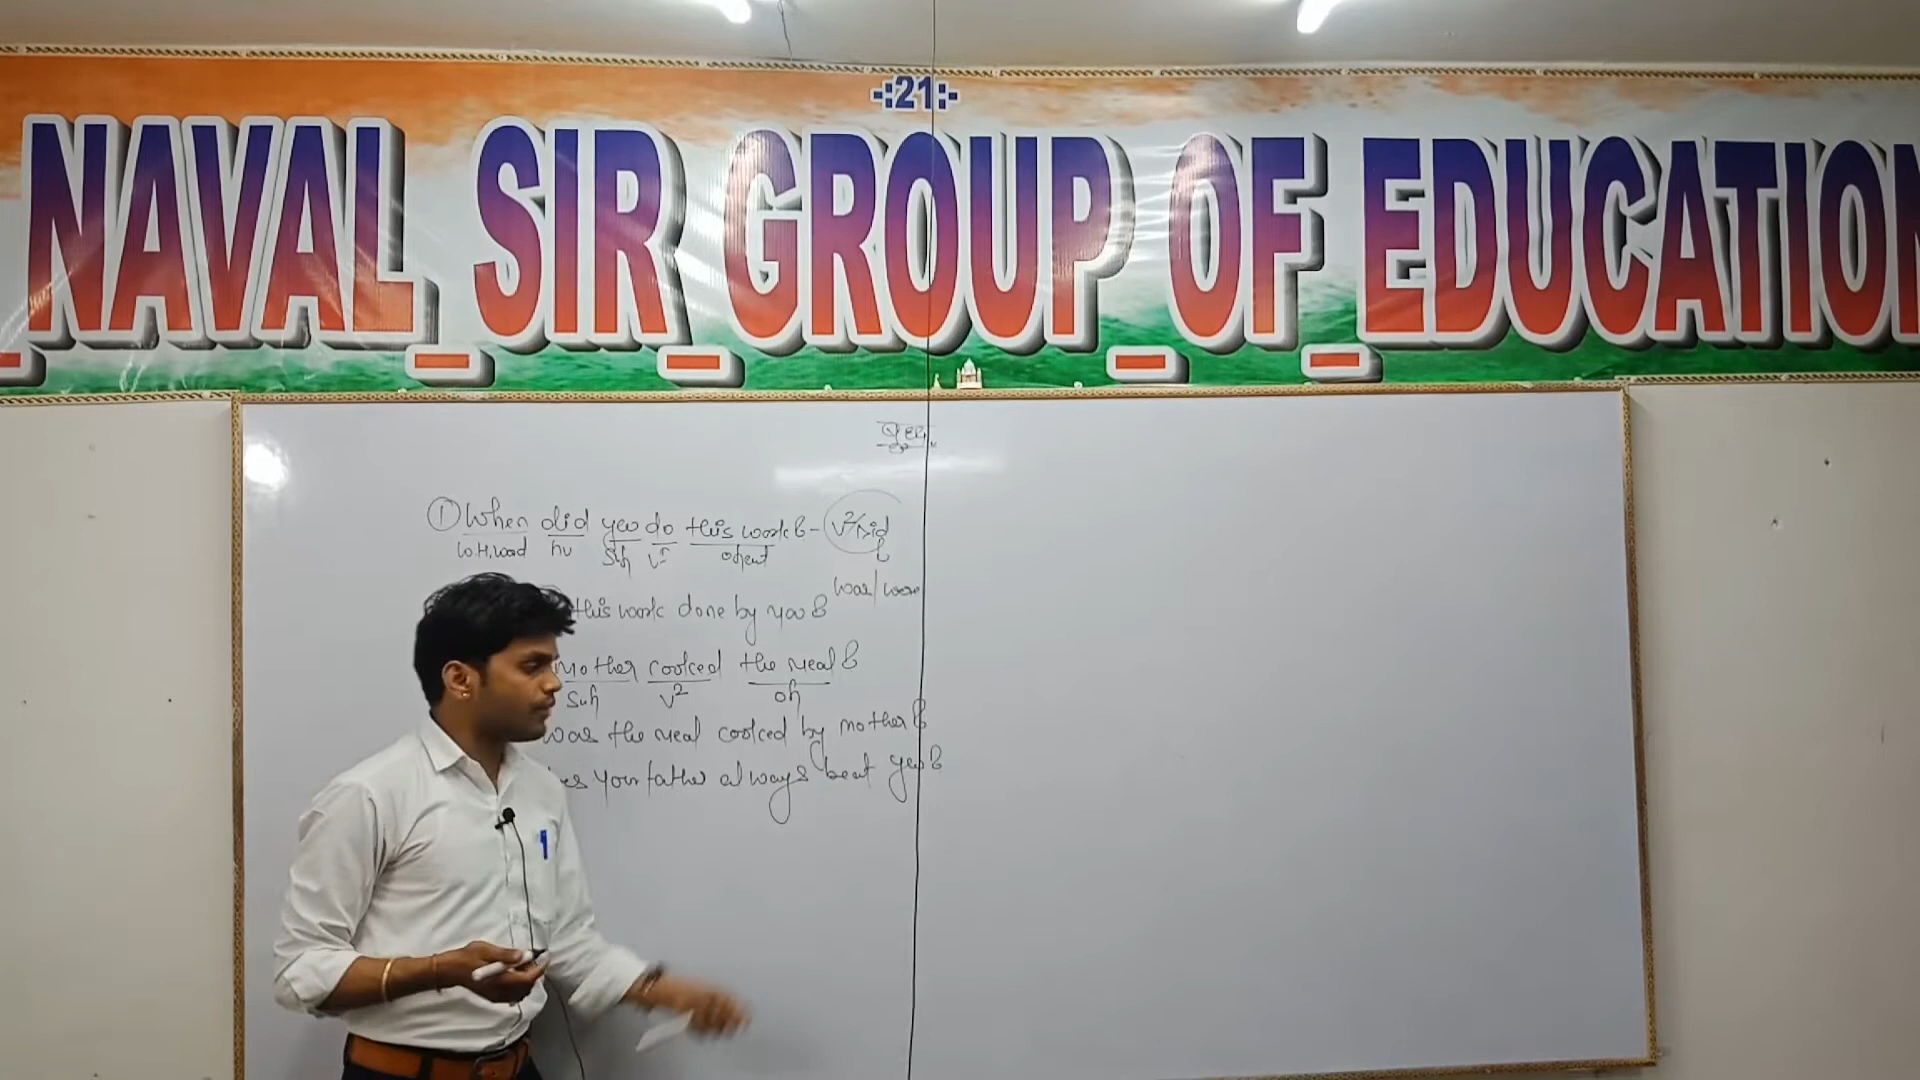 -:21:-
NAVAL_SIR_GROUP_OF_EDUCATION
① When did you do this work ? - V²/Did
W.H. word hv Sub V¹ object
was/were
this work done by you ?
Mother cooked the meal ?
Sub V² ob
was the meal cooked by mother ?
your father always beat you ?